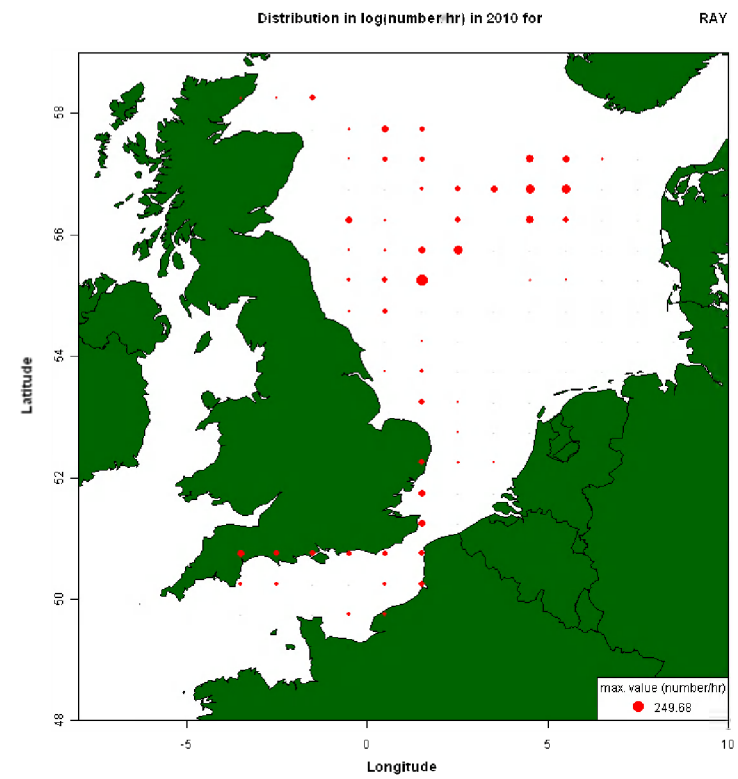 Distribution in log(number/hr) in 2010 for RAY
58
56
54
52
50
48
Latitude
-5 0 5 10
Longitude
max. value (number/hr)
249.68